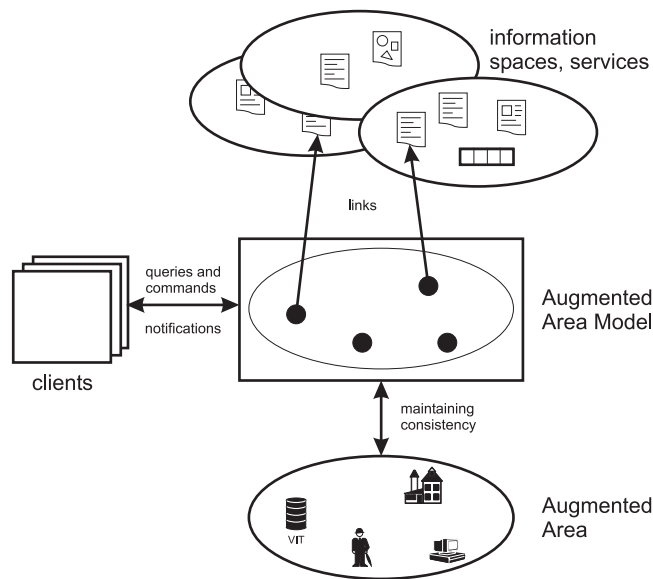 information
spaces, services
links
queries and
commands
notifications
Augmented
Area Model
clients
maintaining
consistency
VIT
Augmented
Area